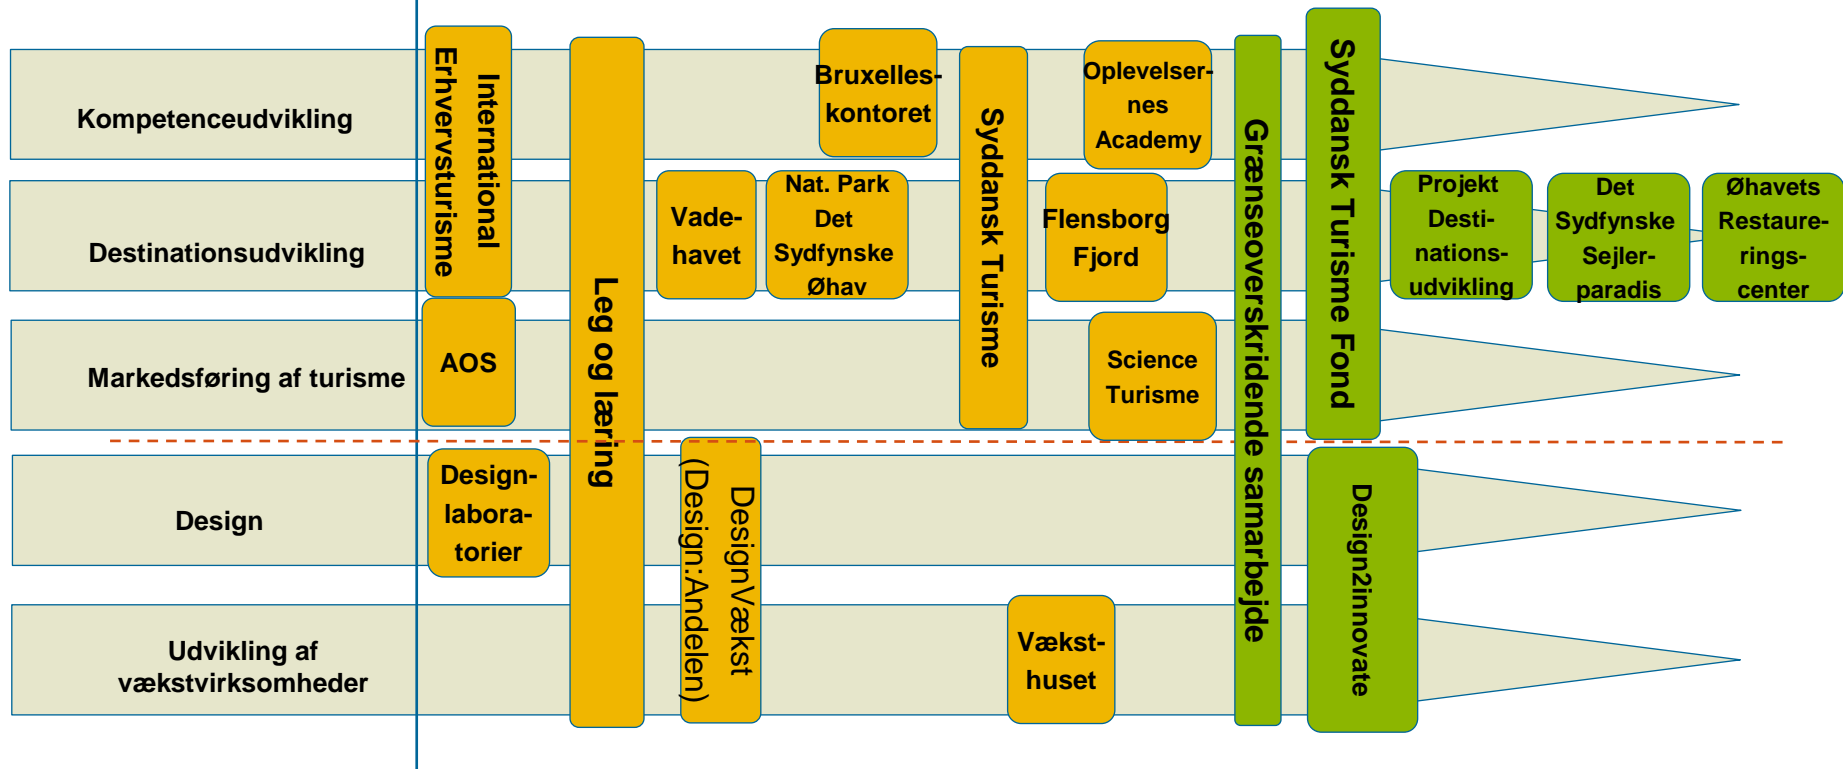 Kompetenceudvikling
Destinationsudvikling
Markedsføring af turisme
Design
Udvikling af
vækstvirksomheder
International
Erhvervsturisme
AOS
Design-
labora-
torier
Leg og læring
Vade-
havet
Nat. Park
Det
Sydfynske
Øhav
DesignVækst
(Design:Andelen)
Bruxelles-
kontoret
Syddansk Turisme
Oplevelser-
nes
Academy
Flensborg
Fjord
Science
Turisme
Vækst-
huset
Grænseoverskridende samarbejde
Syddansk Turisme Fond
Design2innovate
Projekt
Desti-
nations-
udvikling
Det
Sydfynske
Sejler-
paradis
Øhavets
Restaure-
rings-
center